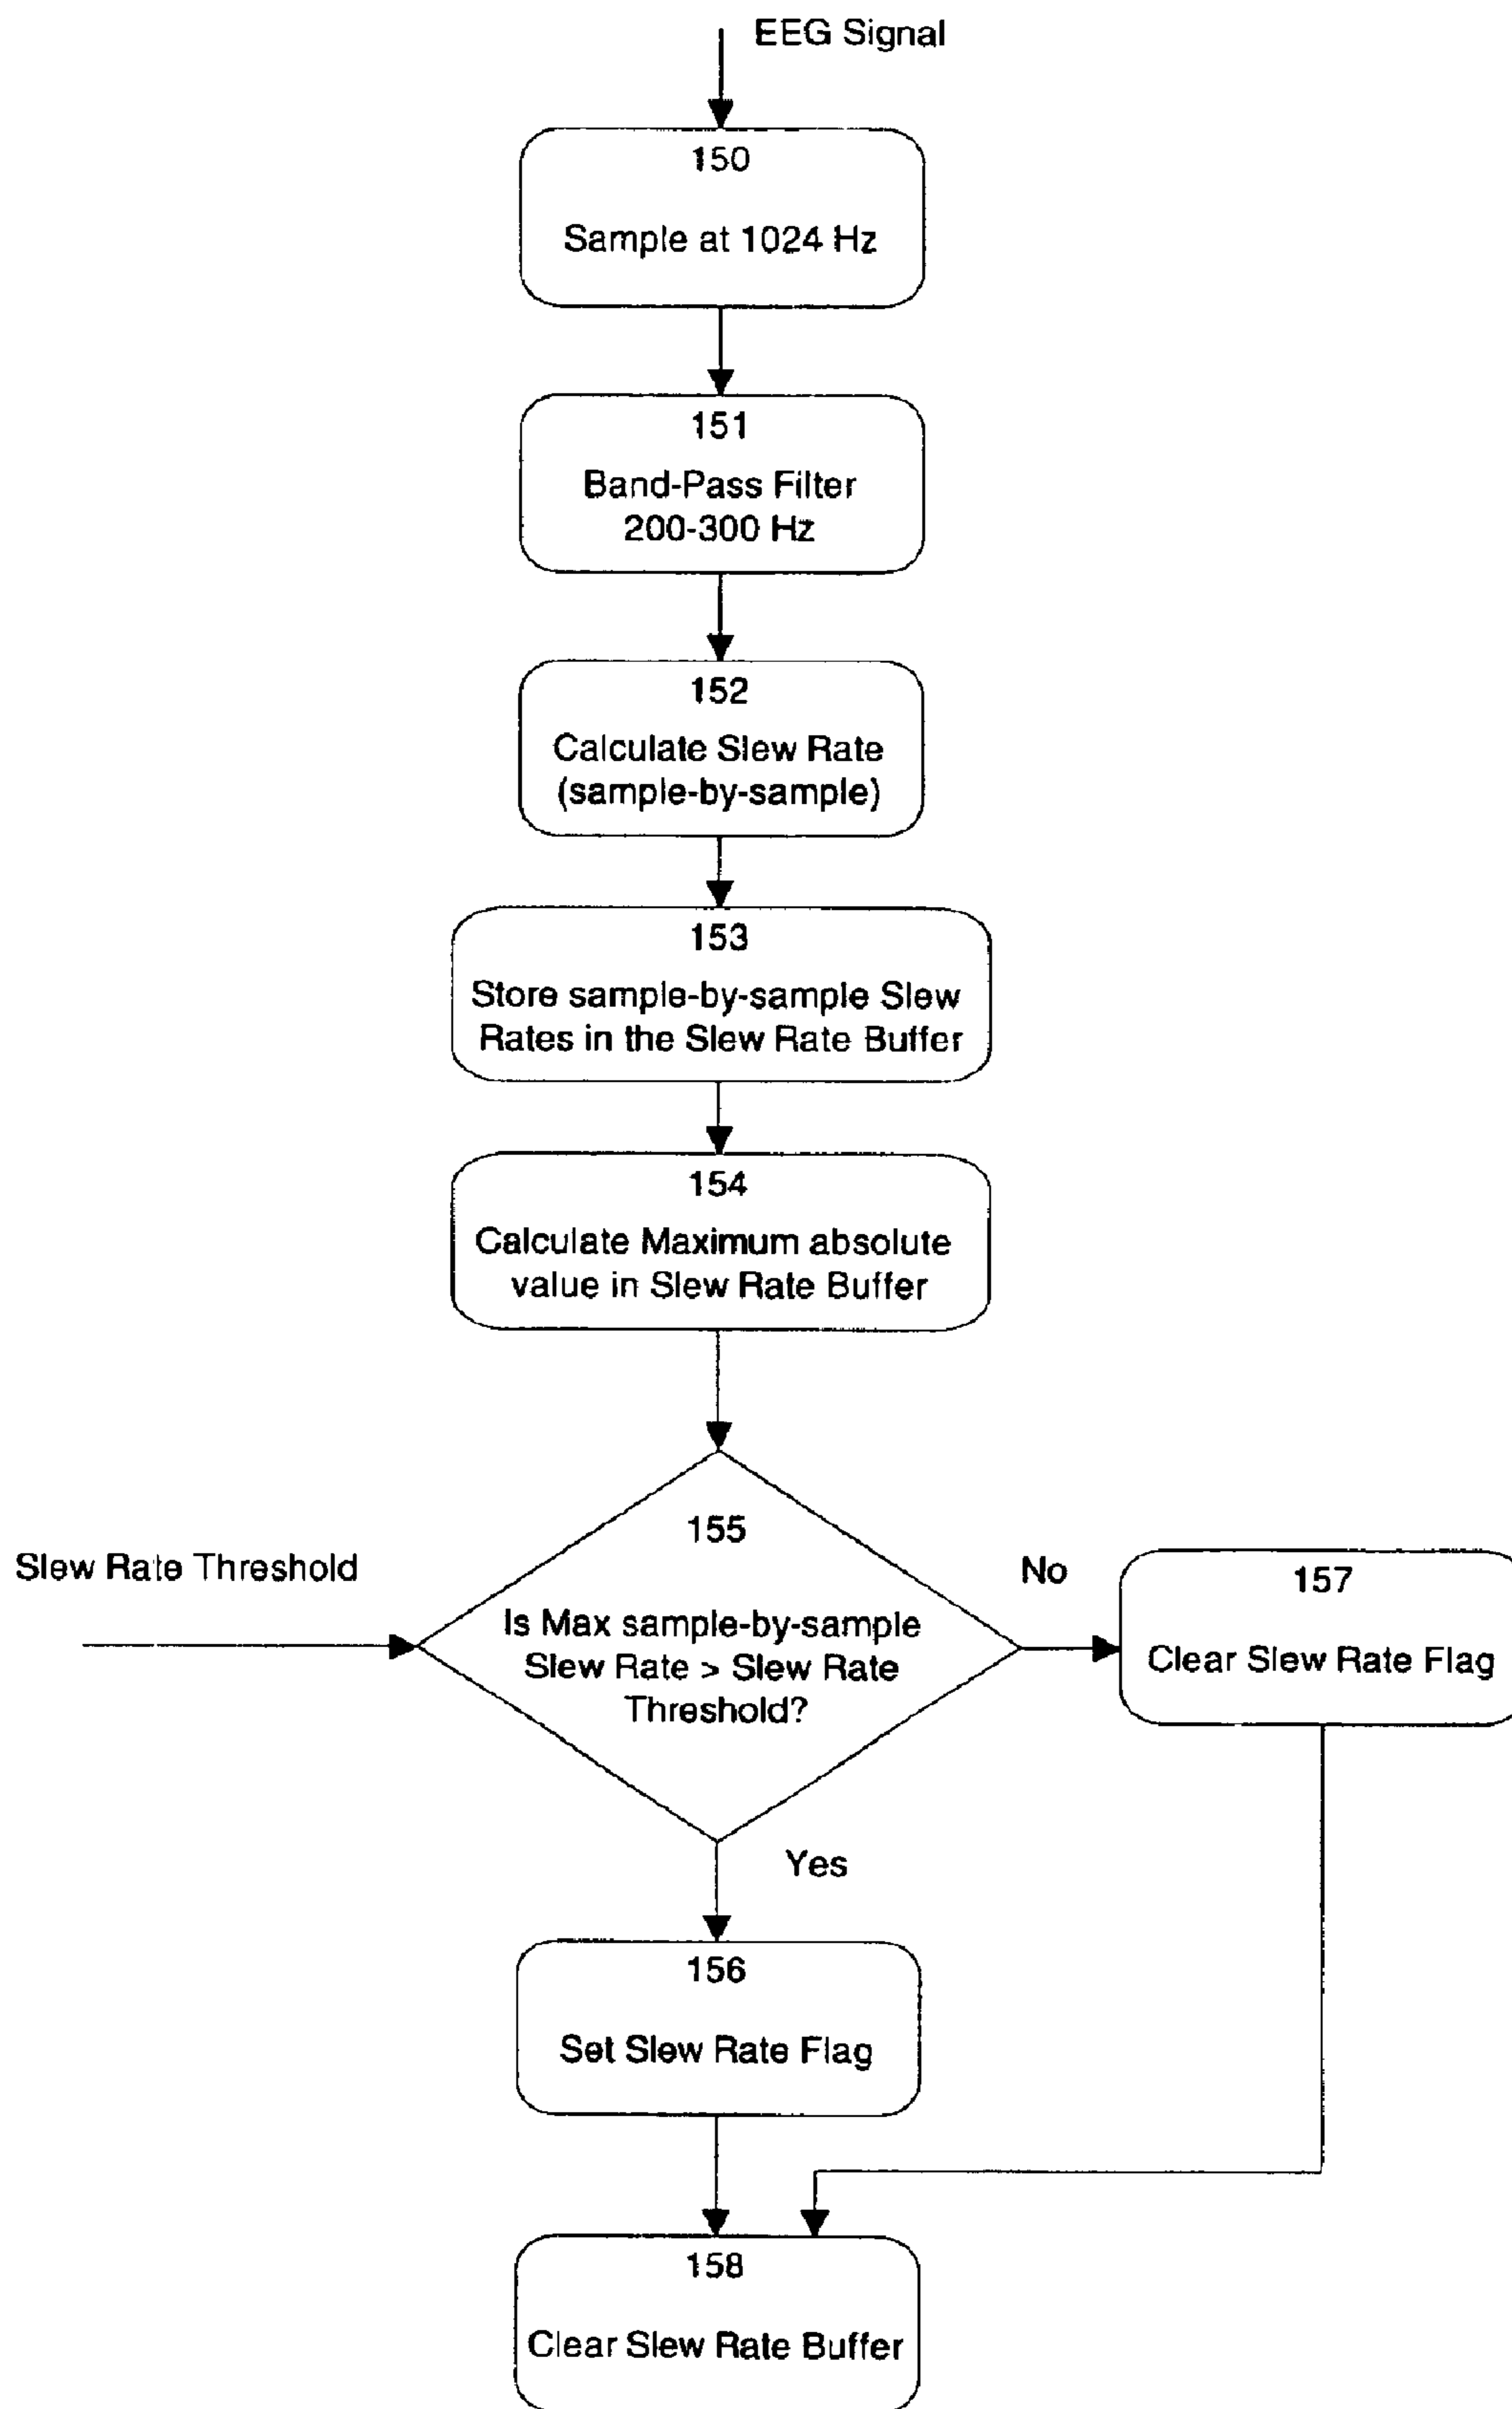 EEG Signal
150
Sample at 1024 Hz
151
Band-Pass Filter
200-300 Hz
152
Calculate Slew Rate
(sample-by-sample)
153
Store sample-by-sample Slew
Rates in the Slew Rate Buffer
154
Calculate Maximum absolute
value in Slew Rate Buffer
155
Slew Rate Threshold
Is Max sample-by-sample
Slew Rate > Slew Rate
Threshold?
No
157
Clear Slew Rate Flag
Yes
156
Set Slew Rate Flag
158
Clear Slew Rate Buffer